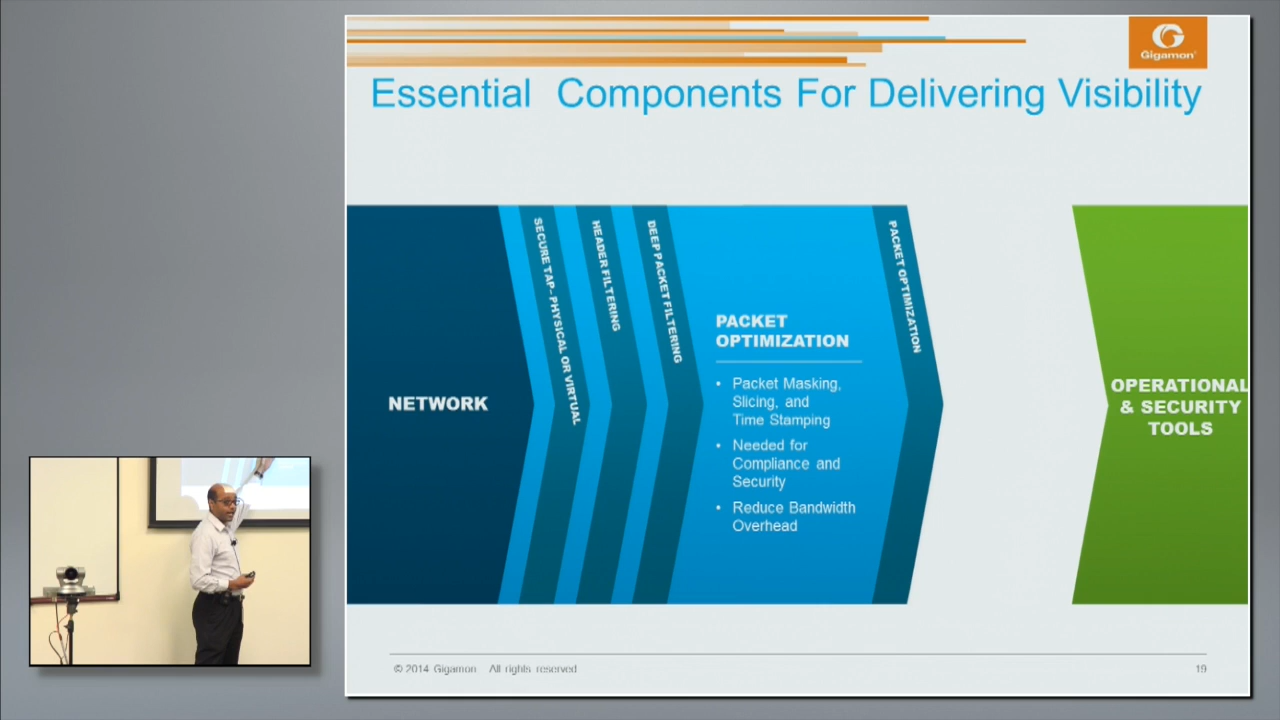 Gigamon®
Essential Components For Delivering Visibility
NETWORK
SECURE TAP- PHYSICAL OR VIRTUAL
HEADER FILTERING
DEEP PACKET FILTERING
PACKET
OPTIMIZATION
• Packet Masking,
Slicing, and
Time Stamping
• Needed for
Compliance and
Security
• Reduce Bandwidth
Overhead
PACKET OPTIMIZATION
OPERATIONAL
& SECURITY
TOOLS
© 2014 Gigamon All rights reserved
19